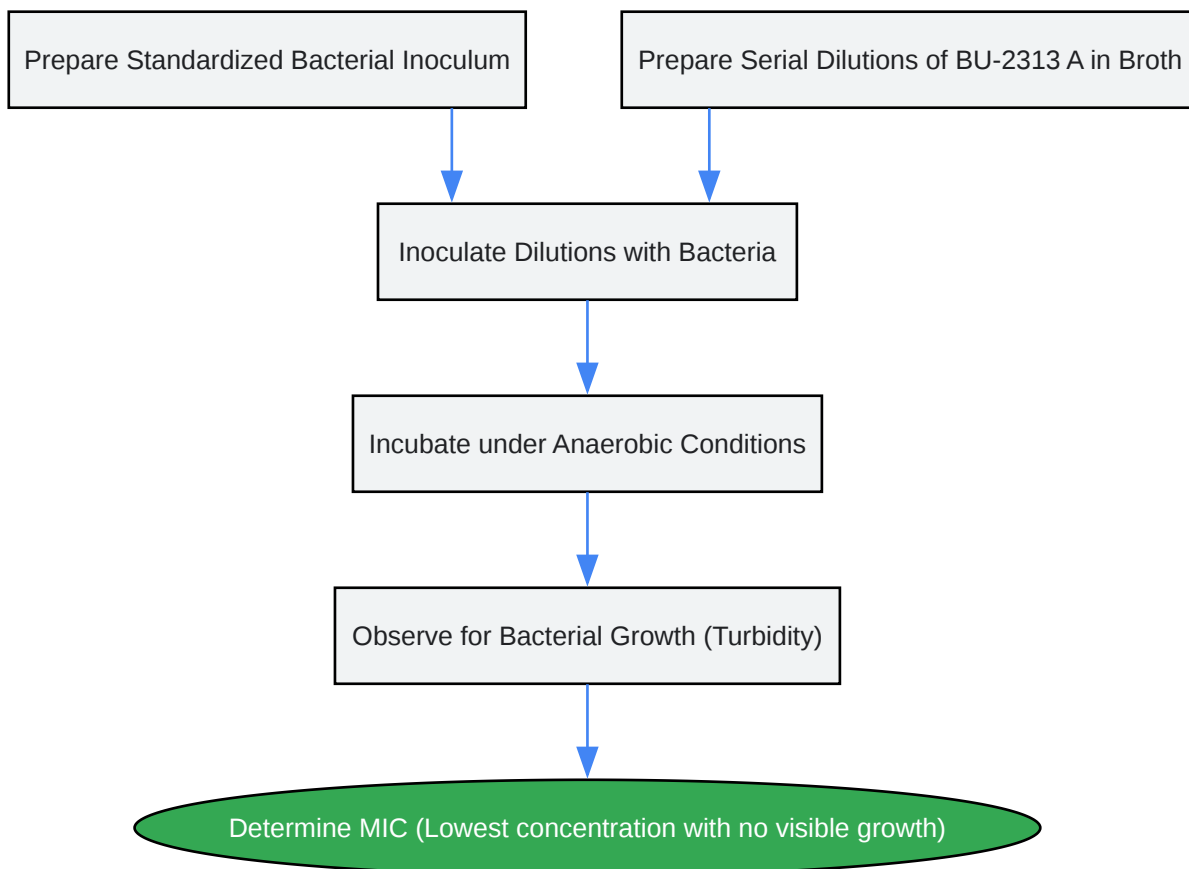 Prepare Standardized Bacterial Inoculum
Prepare Serial Dilutions of BU-2313 A in Broth
Inoculate Dilutions with Bacteria
Incubate under Anaerobic Conditions
Observe for Bacterial Growth (Turbidity)
Determine MIC (Lowest concentration with no visible growth)